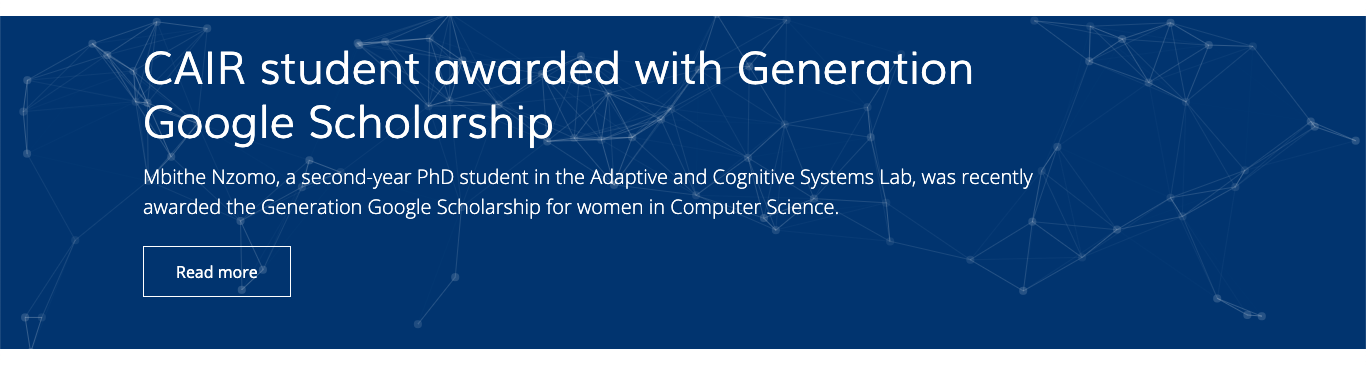 CAIR student awarded with Generation
Google Scholarship
Mbithe Nzomo, a second-year PhD student in the Adaptive and Cognitive Systems Lab, was recently
awarded the Generation Google Scholarship for women in Computer Science.
Read more